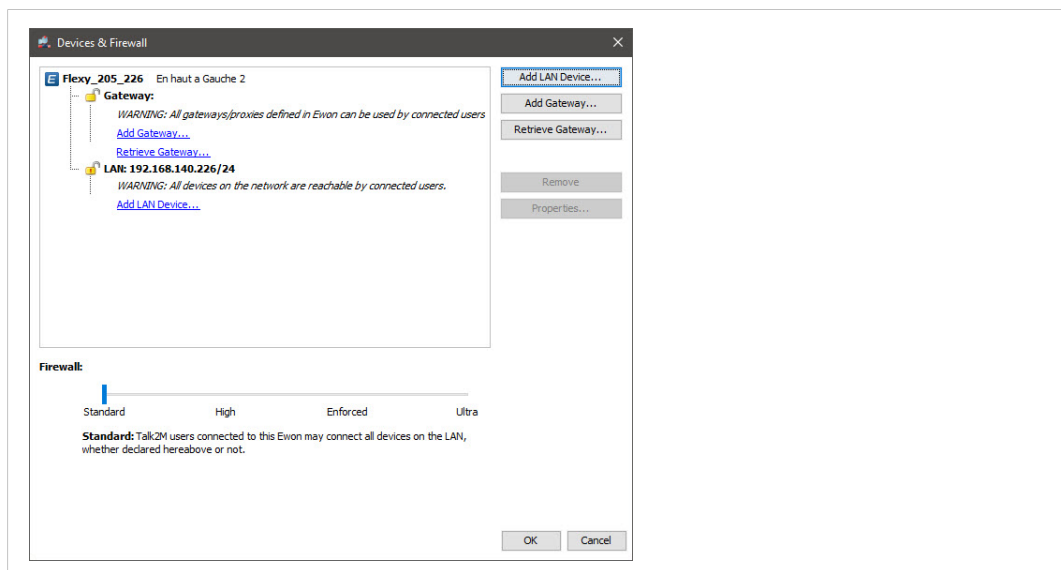 Devices & Firewall
Flexy_205_226 En haut a Gauche 2
Gateway:
WARNING: All gateways/proxies defined in Ewon can be used by connected users
Add Gateway...
Retrieve Gateway...
LAN: 192.168.140.226/24
WARNING: All devices on the network are reachable by connected users.
Add LAN Device...
Add LAN Device...
Add Gateway...
Retrieve Gateway...
Remove
Properties...
Firewall:
Standard High Enforced Ultra
Standard: Talk2M users connected to this Ewon may connect all devices on the LAN,
whether declared hereabove or not.
OK Cancel